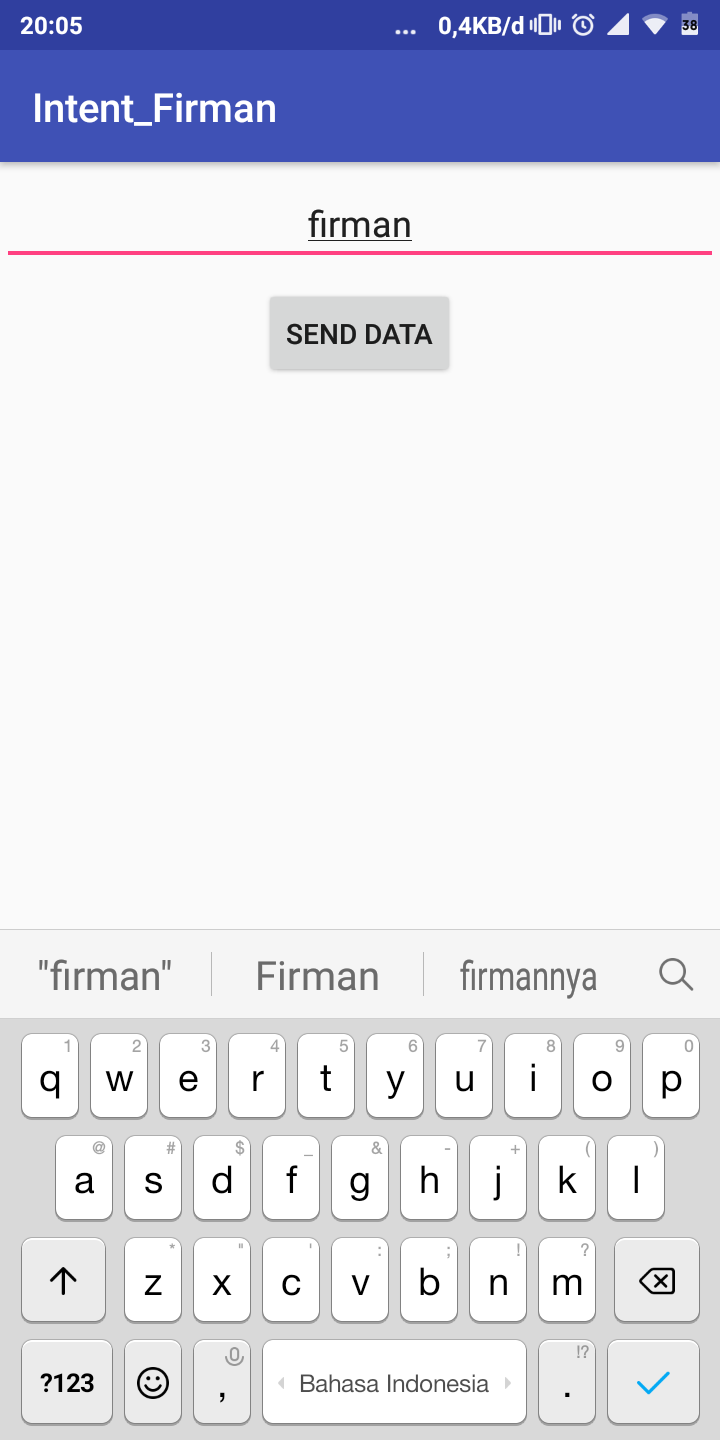 20:05 ... 0,4KB/d 38
Intent_Firman
firman
SEND DATA
"firman" Firman firmannya
1 2 3 4 5 6 7 8 9 0
q w e r t y u i o p
@ # $ _ & - + ( )
a s d f g h j k l
* " ' : ; ! ?
z x c v b n m
!?
?123 , Bahasa Indonesia .